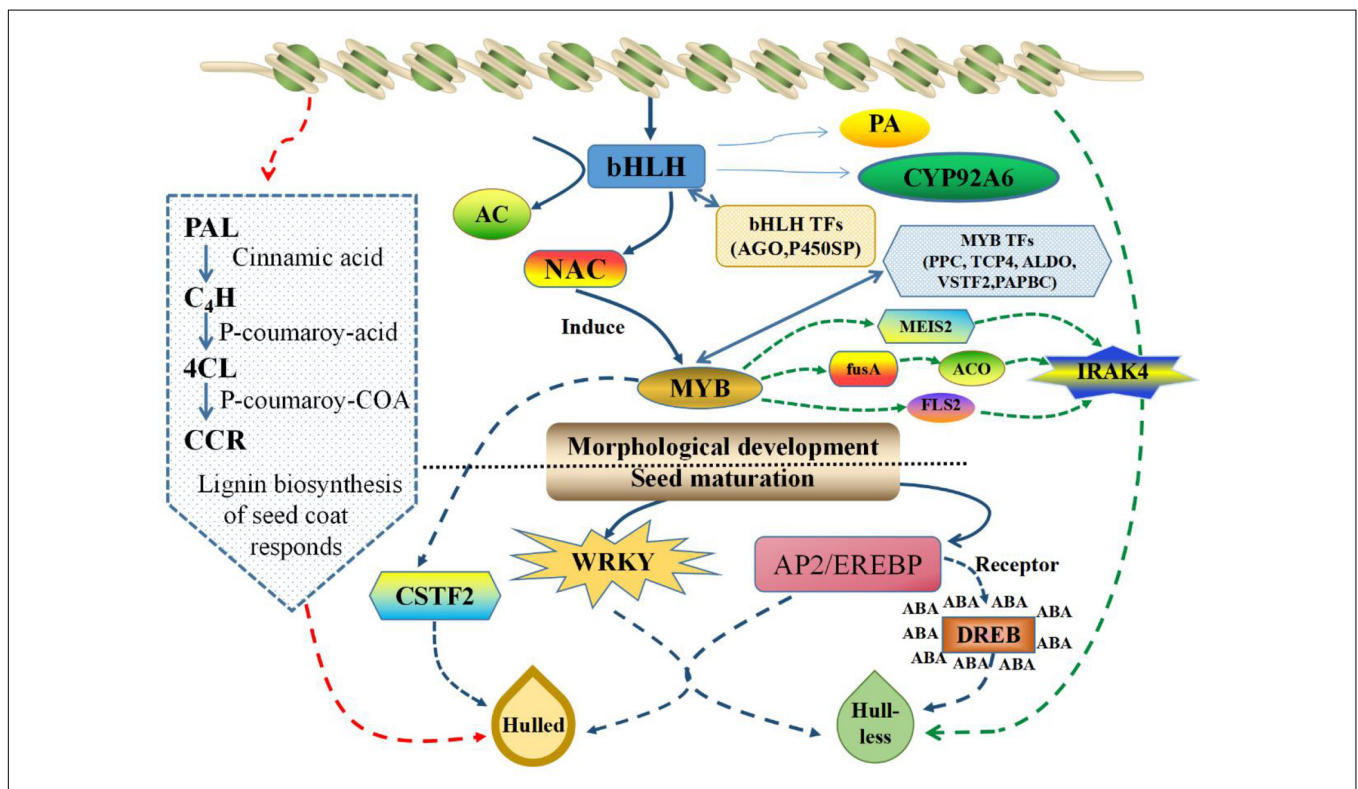 PA
bHLH
CYP92A6
AC
bHLH TFs
(AGO,P450SP)
MYB TFs
(PPC, TCP4, ALDO,
VSTF2,PAPBC)
PAL
Cinnamic acid
C4H
P-coumaroy-acid
4CL
P-coumaroy-COA
CCR
Lignin biosynthesis
of seed coat
responds
NAC
Induce
MYB
MEIS2
fusA
ACO
FLS2
IRAK4
Morphological development
Seed maturation
WRKY
AP2/EREBP
Receptor
CSTF2
ABA
ABA
ABA
ABA
ABA
DREB
ABA
ABA
ABA
ABA
Hulled
Hull-
less